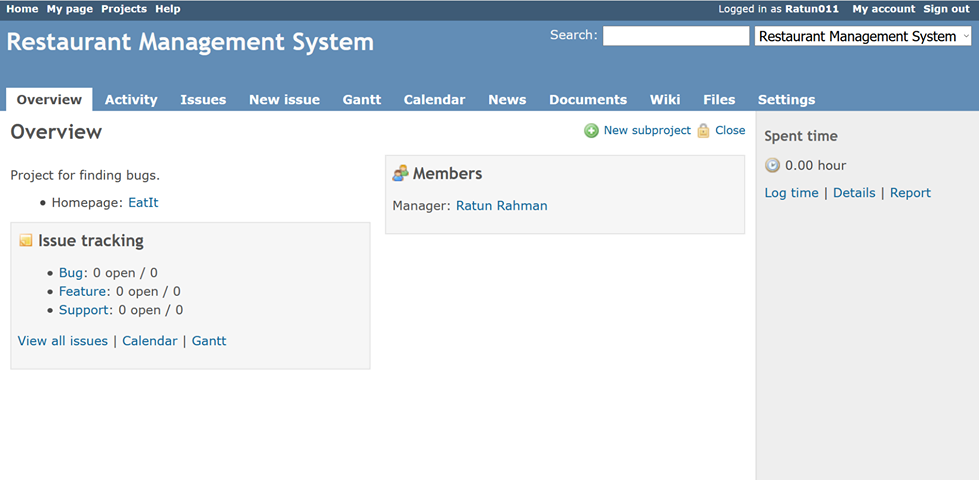 Home My page Projects Help
Logged in as Ratun011 My account Sign out
Restaurant Management System
Search: Restaurant Management System
Overview Activity Issues New issue Gantt Calendar News Documents Wiki Files Settings
Overview
New subproject Close
Project for finding bugs.
• Homepage: EatIt
Issue tracking
• Bug: 0 open / 0
• Feature: 0 open / 0
• Support: 0 open / 0
View all issues | Calendar | Gantt
Members
Manager: Ratun Rahman
Spent time
0.00 hour
Log time | Details | Report